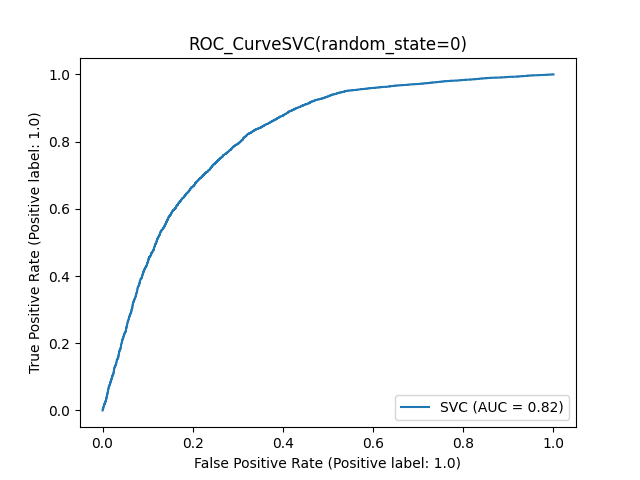 ROC_CurveSVC(random_state=0)
1.0
0.8
0.6
0.4
0.2
0.0
True Positive Rate (Positive label: 1.0)
SVC (AUC = 0.82)
0.0 0.2 0.4 0.6 0.8 1.0
False Positive Rate (Positive label: 1.0)